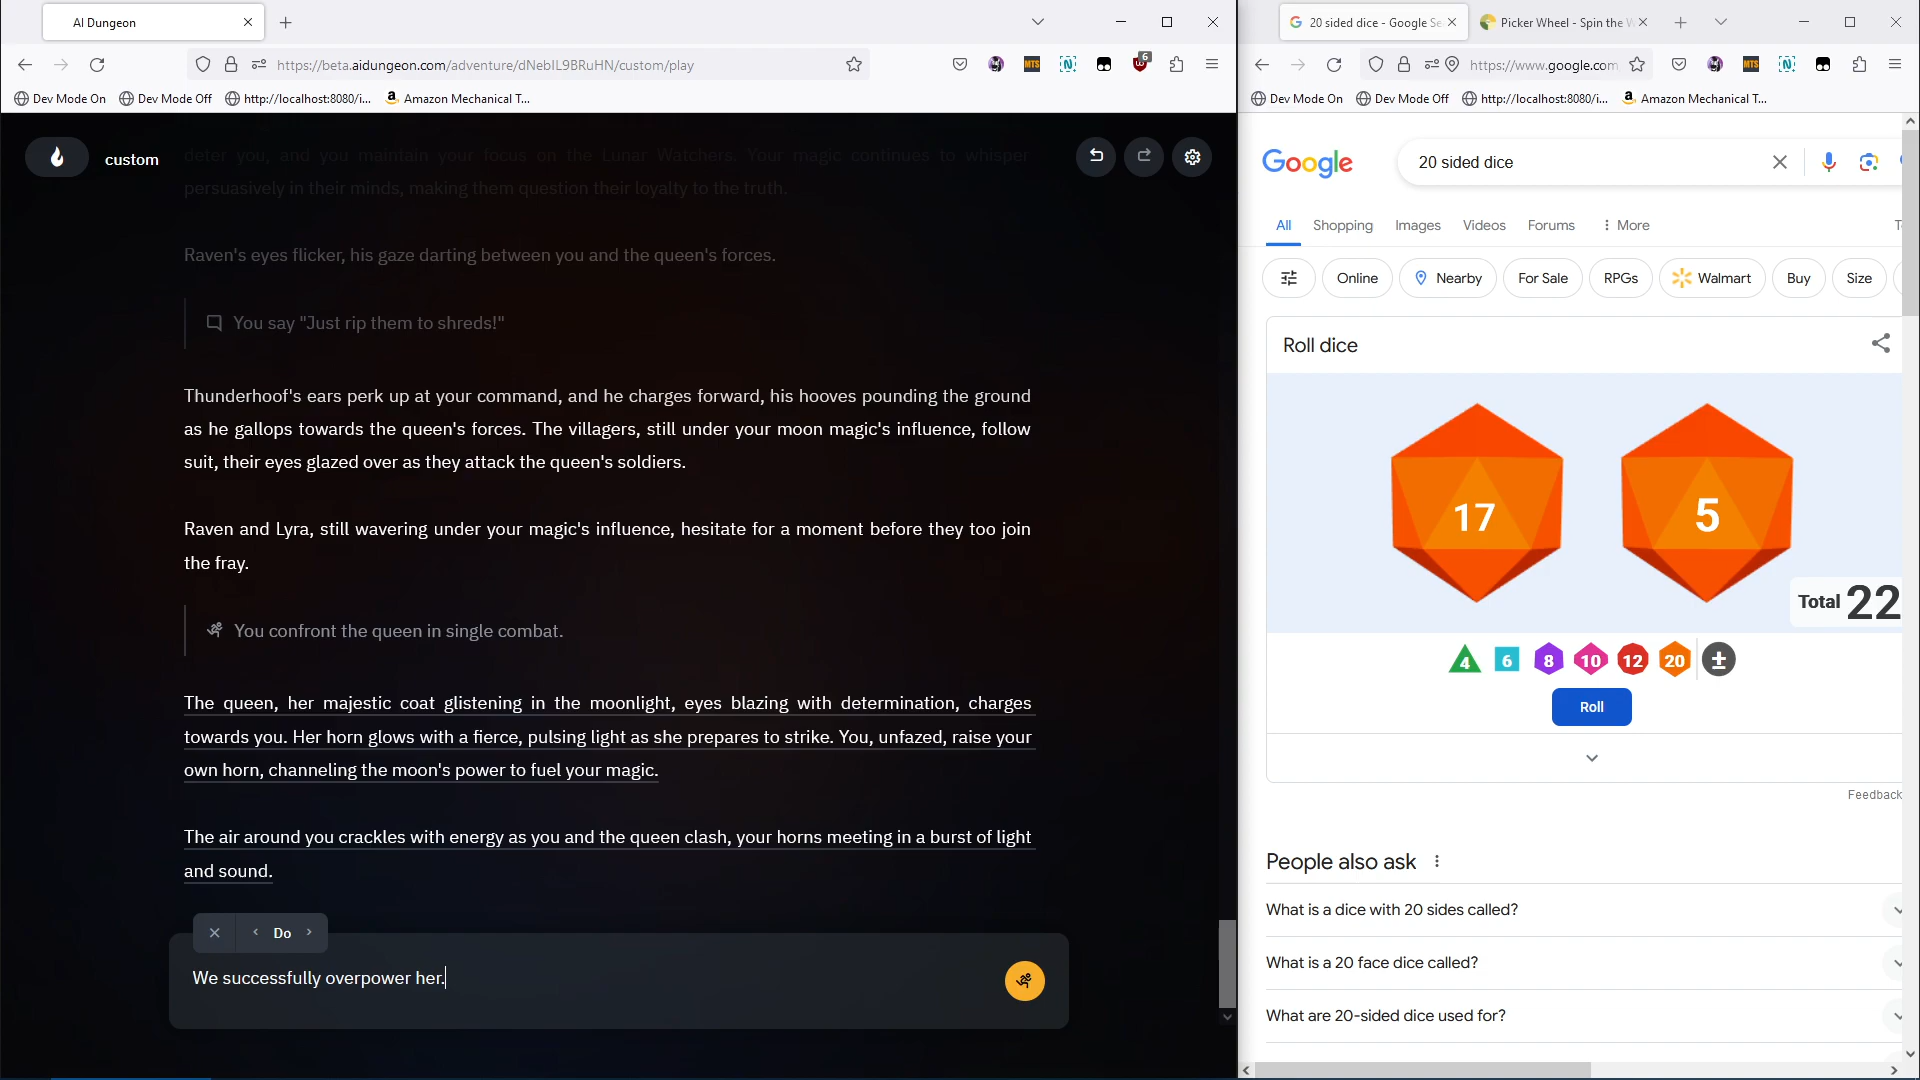 AI Dungeon
20 sided dice - Google Se
Picker Wheel - Spin the W
https://beta.aidungeon.com/adventure/dNebIL9BRuHN/custom/play
MTS
6
https://www.google.com
MTS
Dev Mode On
Dev Mode Off
http://localhost:8080/i...
Amazon Mechanical T...
Dev Mode On
Dev Mode Off
http://localhost:8080/i...
Amazon Mechanical T...
custom
deter you, and you maintain your focus on the Lunar Watchers. Your magic continues to whisper
persuasively in their minds, making them question their loyalty to the truth.
Raven's eyes flicker, his gaze darting between you and the queen's forces.
You say "Just rip them to shreds!"
Thunderhoof's ears perk up at your command, and he charges forward, his hooves pounding the ground
as he gallops towards the queen's forces. The villagers, still under your moon magic's influence, follow
suit, their eyes glazed over as they attack the queen's soldiers.
Raven and Lyra, still wavering under your magic's influence, hesitate for a moment before they too join
the fray.
You confront the queen in single combat.
The queen, her majestic coat glistening in the moonlight, eyes blazing with determination, charges
towards you. Her horn glows with a fierce, pulsing light as she prepares to strike. You, unfazed, raise your
own horn, channeling the moon's power to fuel your magic.
The air around you crackles with energy as you and the queen clash, your horns meeting in a burst of light
and sound.
Do
We successfully overpower her.
Google
20 sided dice
All
Shopping
Images
Videos
Forums
More
T
Online
Nearby
For Sale
RPGs
Walmart
Buy
Size
Roll dice
17
5
Total 22
4
6
8
10
12
20
±
Roll
Feedback
People also ask
What is a dice with 20 sides called?
What is a 20 face dice called?
What are 20-sided dice used for?